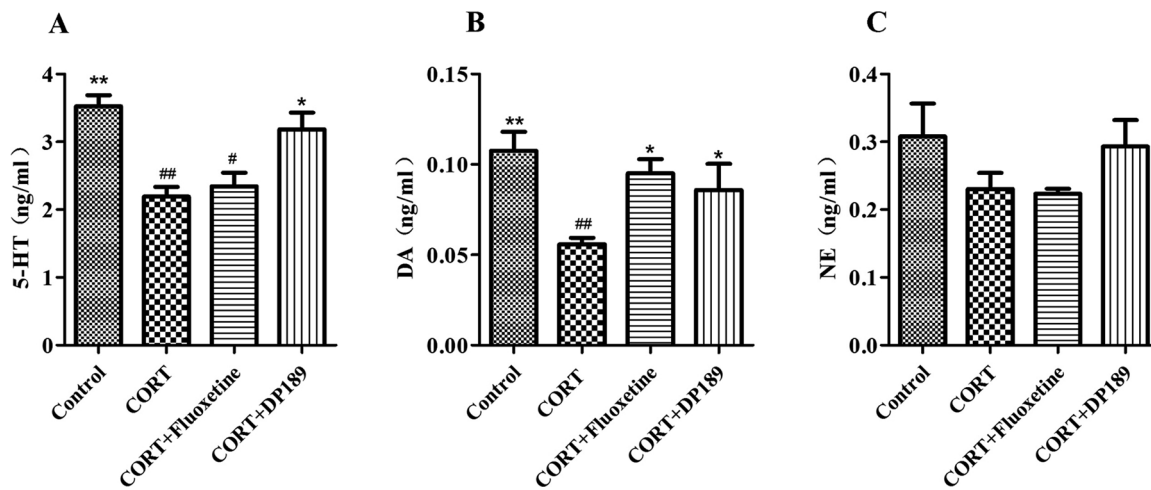 A
5-HT (ng/ml)
4
3
2
1
0
**
##
#
*
Control
CORT
CORT+Fluoxetine
CORT+DP189
B
DA (ng/ml)
0.15
0.10
0.05
0.00
**
##
*
*
Control
CORT
CORT+Fluoxetine
CORT+DP189
C
NE (ng/ml)
0.4
0.3
0.2
0.1
0.0
Control
CORT
CORT+Fluoxetine
CORT+DP189